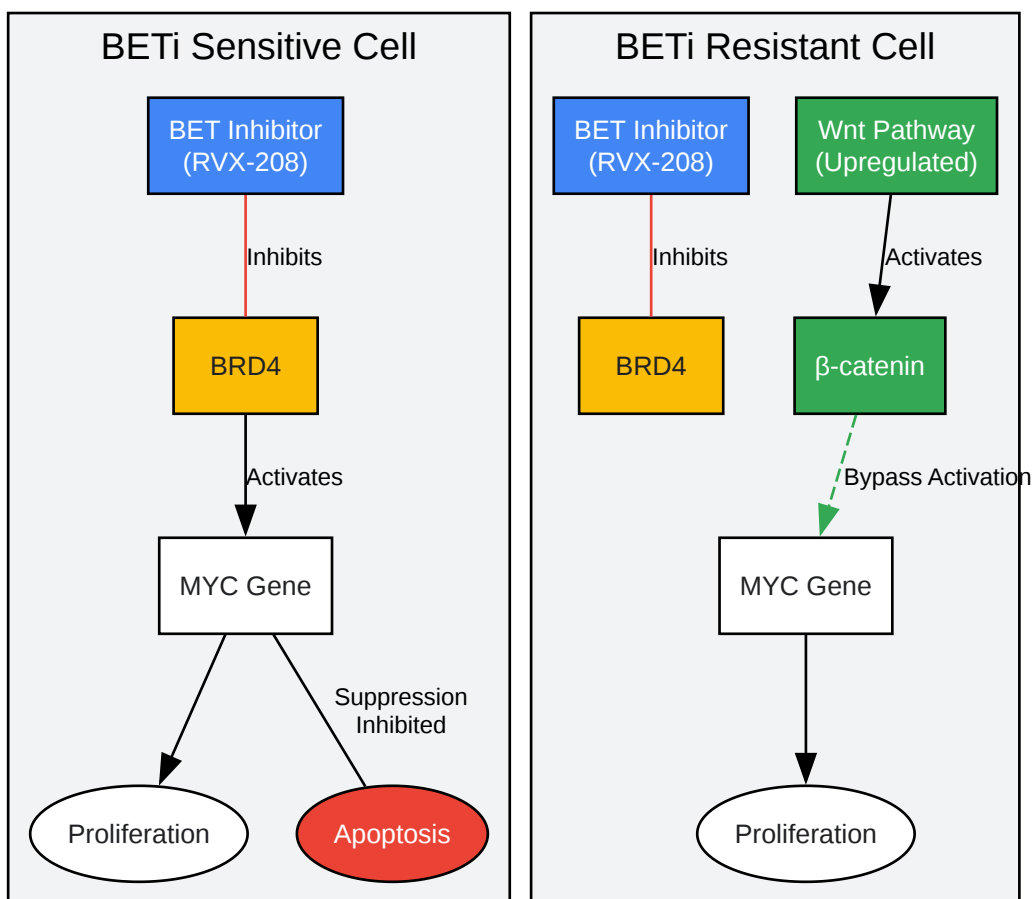 BETi Sensitive Cell
BET Inhibitor
(RVX-208)
Inhibits
BRD4
Activates
MYC Gene
Suppression
Inhibited
Proliferation
Apoptosis
BETi Resistant Cell
BET Inhibitor
(RVX-208)
Wnt Pathway
(Upregulated)
Inhibits
Activates
BRD4
β-catenin
Bypass Activation
MYC Gene
Proliferation